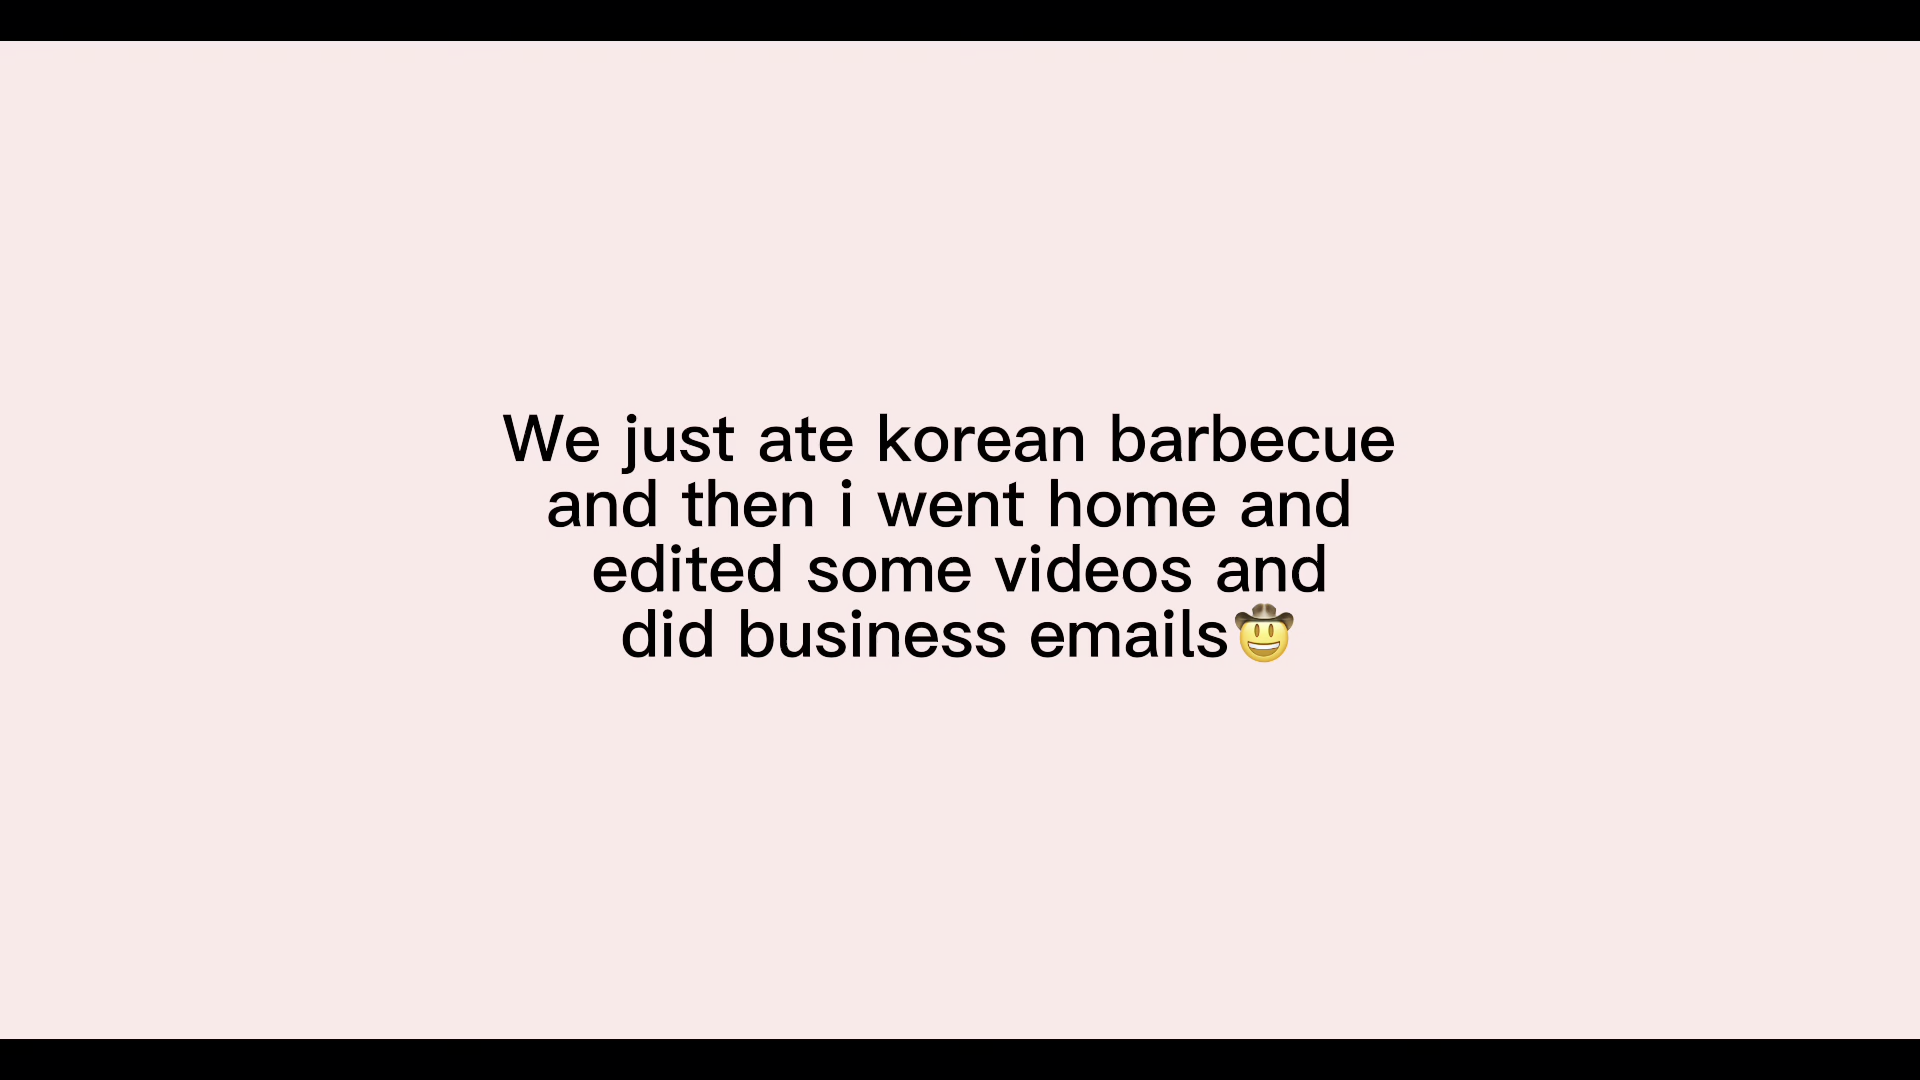 We just ate korean barbecue
and then i went home and
edited some videos and
did business emails🤠